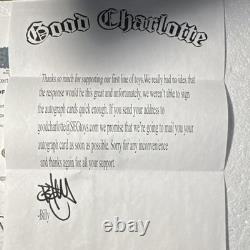 Good Charlotte
Thanks so much for supporting our first line of toys. We really had no idea that
the response would be this great and unfortunately, we weren't able to sign
the autograph cards quick enough. If you send your address to
goodcharlotte@SEGtoys.com we promise that we're going to mail you your
autograph card as soon as possible. Sorry for any inconvenience
and thanks again for all your support.
-Billy